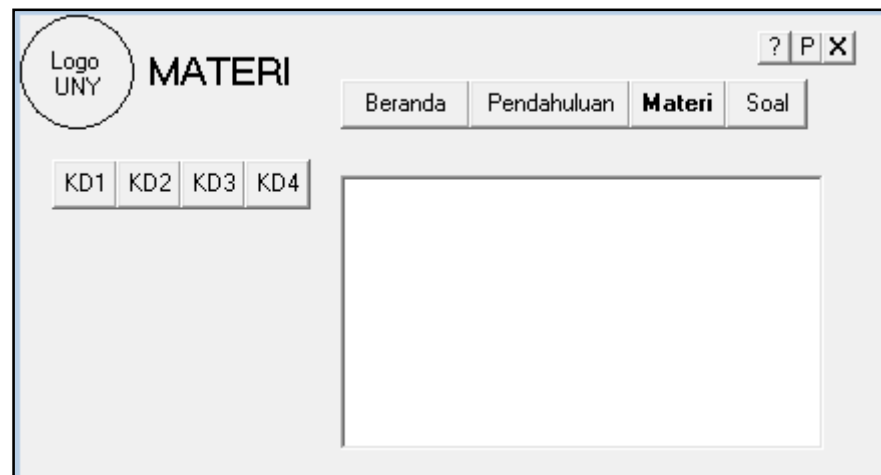 Logo
UNY
MATERI
? P X
Beranda Pendahuluan Materi Soal
KD1 KD2 KD3 KD4